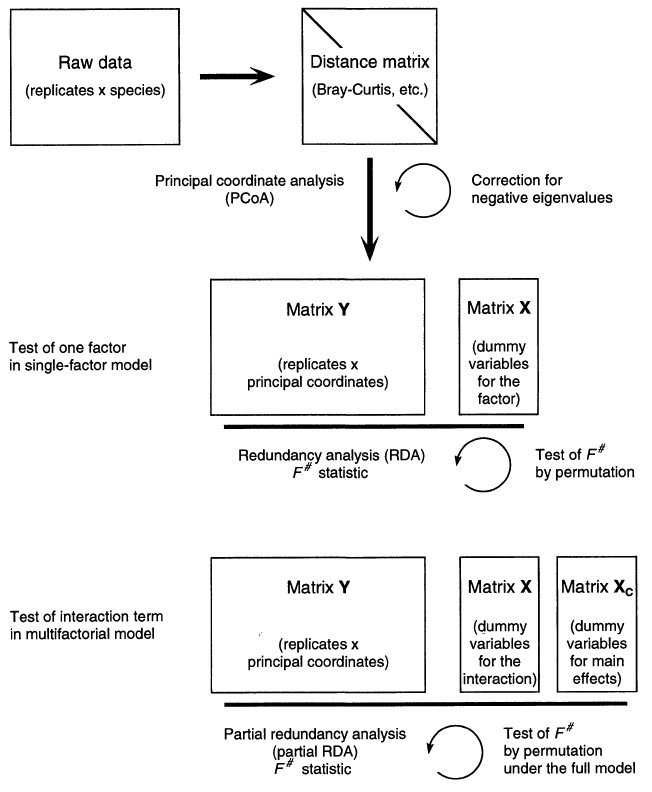 Raw data
(replicates x species)
Distance matrix
(Bray-Curtis, etc.)
Principal coordinate analysis
(PCoA)
Correction for
negative eigenvalues
Test of one factor
in single-factor model
Matrix Y
(replicates x
principal coordinates)
Matrix X
(dummy
variables
for the
factor)
Redundancy analysis (RDA)
F# statistic
Test of F#
by permutation
Test of interaction term
in multifactorial model
Matrix Y
(replicates x
principal coordinates)
Matrix X
(dummy
variables
for the
interaction)
Matrix XC
(dummy
variables
for main
effects)
Partial redundancy analysis
(partial RDA)
F# statistic
Test of F#
by permutation
under the full model